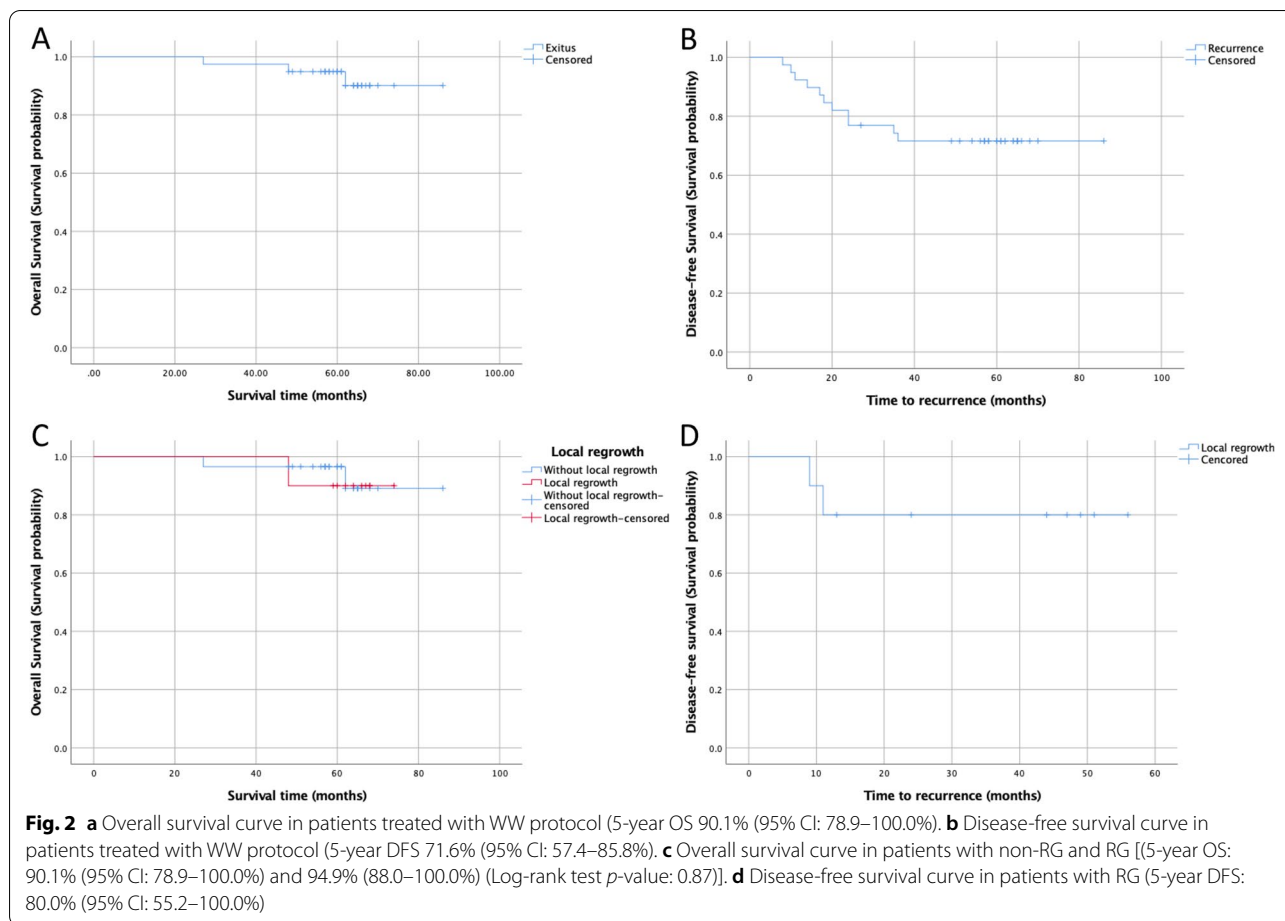 A
Exitus
Censored
1.0
0.8
0.6
0.4
0.2
0.0
Overall Survival (Survival probability)
.00 20.00 40.00 60.00 80.00 100.00
Survival time (months)
B
Recurrence
Censored
1.0
0.8
0.6
0.4
0.2
0.0
Disease-free Survival (Survival probability)
0 20 40 60 80 100
Time to recurrence (months)
C
Local regrowth
Without local regrowth
Local regrowth
Without local regrowth-
censored
Local regrowth-censored
1.0
0.8
0.6
0.4
0.2
0.0
Overall Survival (Survival probability)
0 20 40 60 80 100
Survival time (months)
D
Local regrowth
Cencored
1.0
0.8
0.6
0.4
0.2
0.0
Disease-free survival (Survival probability)
0 10 20 30 40 50 60
Time to recurrence (months)
Fig. 2 a Overall survival curve in patients treated with WW protocol (5-year OS 90.1% (95% CI: 78.9–100.0%). b Disease-free survival curve in
patients treated with WW protocol (5-year DFS 71.6% (95% CI: 57.4–85.8%). c Overall survival curve in patients with non-RG and RG [(5-year OS:
90.1% (95% CI: 78.9–100.0%) and 94.9% (88.0–100.0%) (Log-rank test p-value: 0.87)]. d Disease-free survival curve in patients with RG (5-year DFS:
80.0% (95% CI: 55.2–100.0%)